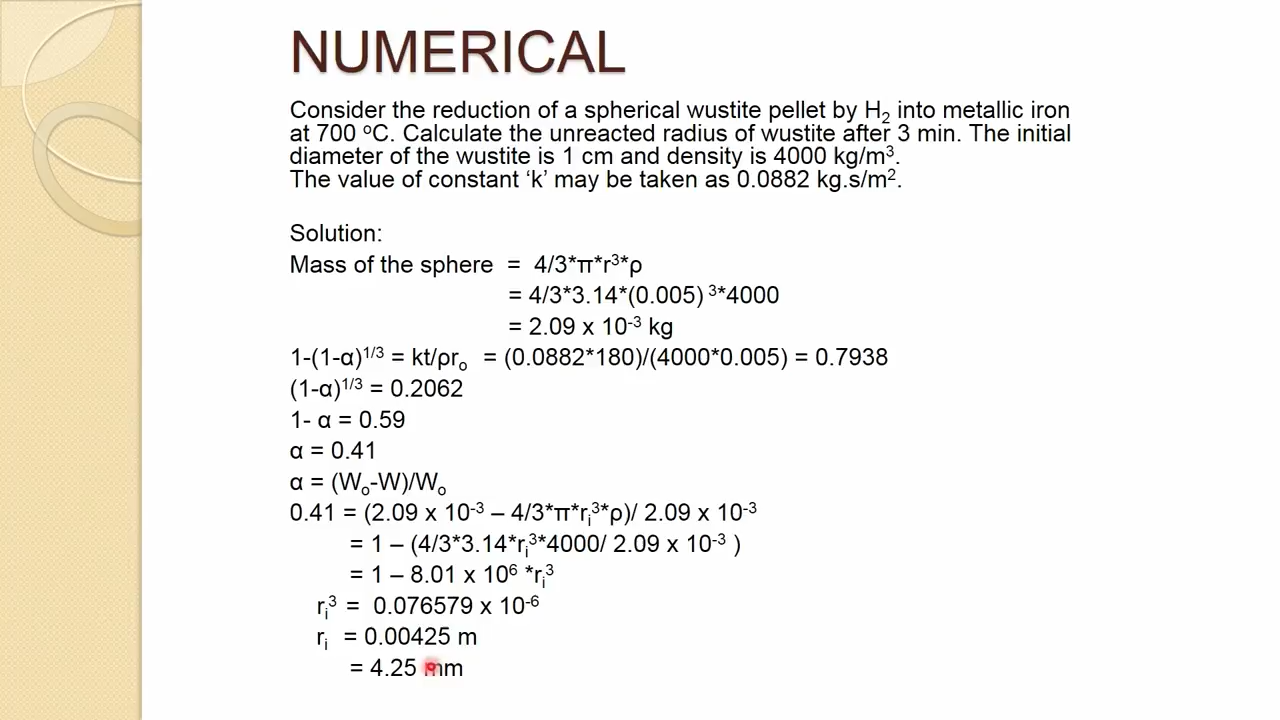 NUMERICAL
Consider the reduction of a spherical wustite pellet by H₂ into metallic iron
at 700 ᵒC. Calculate the unreacted radius of wustite after 3 min. The initial
diameter of the wustite is 1 cm and density is 4000 kg/m³.
The value of constant ‘k’ may be taken as 0.0882 kg.s/m².
Solution:
Mass of the sphere = 4/3*π*r³*ρ
= 4/3*3.14*(0.005) ³*4000
= 2.09 x 10⁻³ kg
1-(1-α)¹/³ = kt/ρrₒ = (0.0882*180)/(4000*0.005) = 0.7938
(1-α)¹/³ = 0.2062
1- α = 0.59
α = 0.41
α = (Wₒ-W)/Wₒ
0.41 = (2.09 x 10⁻³ – 4/3*π*rᵢ³*ρ)/ 2.09 x 10⁻³
= 1 – (4/3*3.14*rᵢ³*4000/ 2.09 x 10⁻³ )
= 1 – 8.01 x 10⁶ *rᵢ³
rᵢ³ = 0.076579 x 10⁻⁶
rᵢ = 0.00425 m
= 4.25 mm